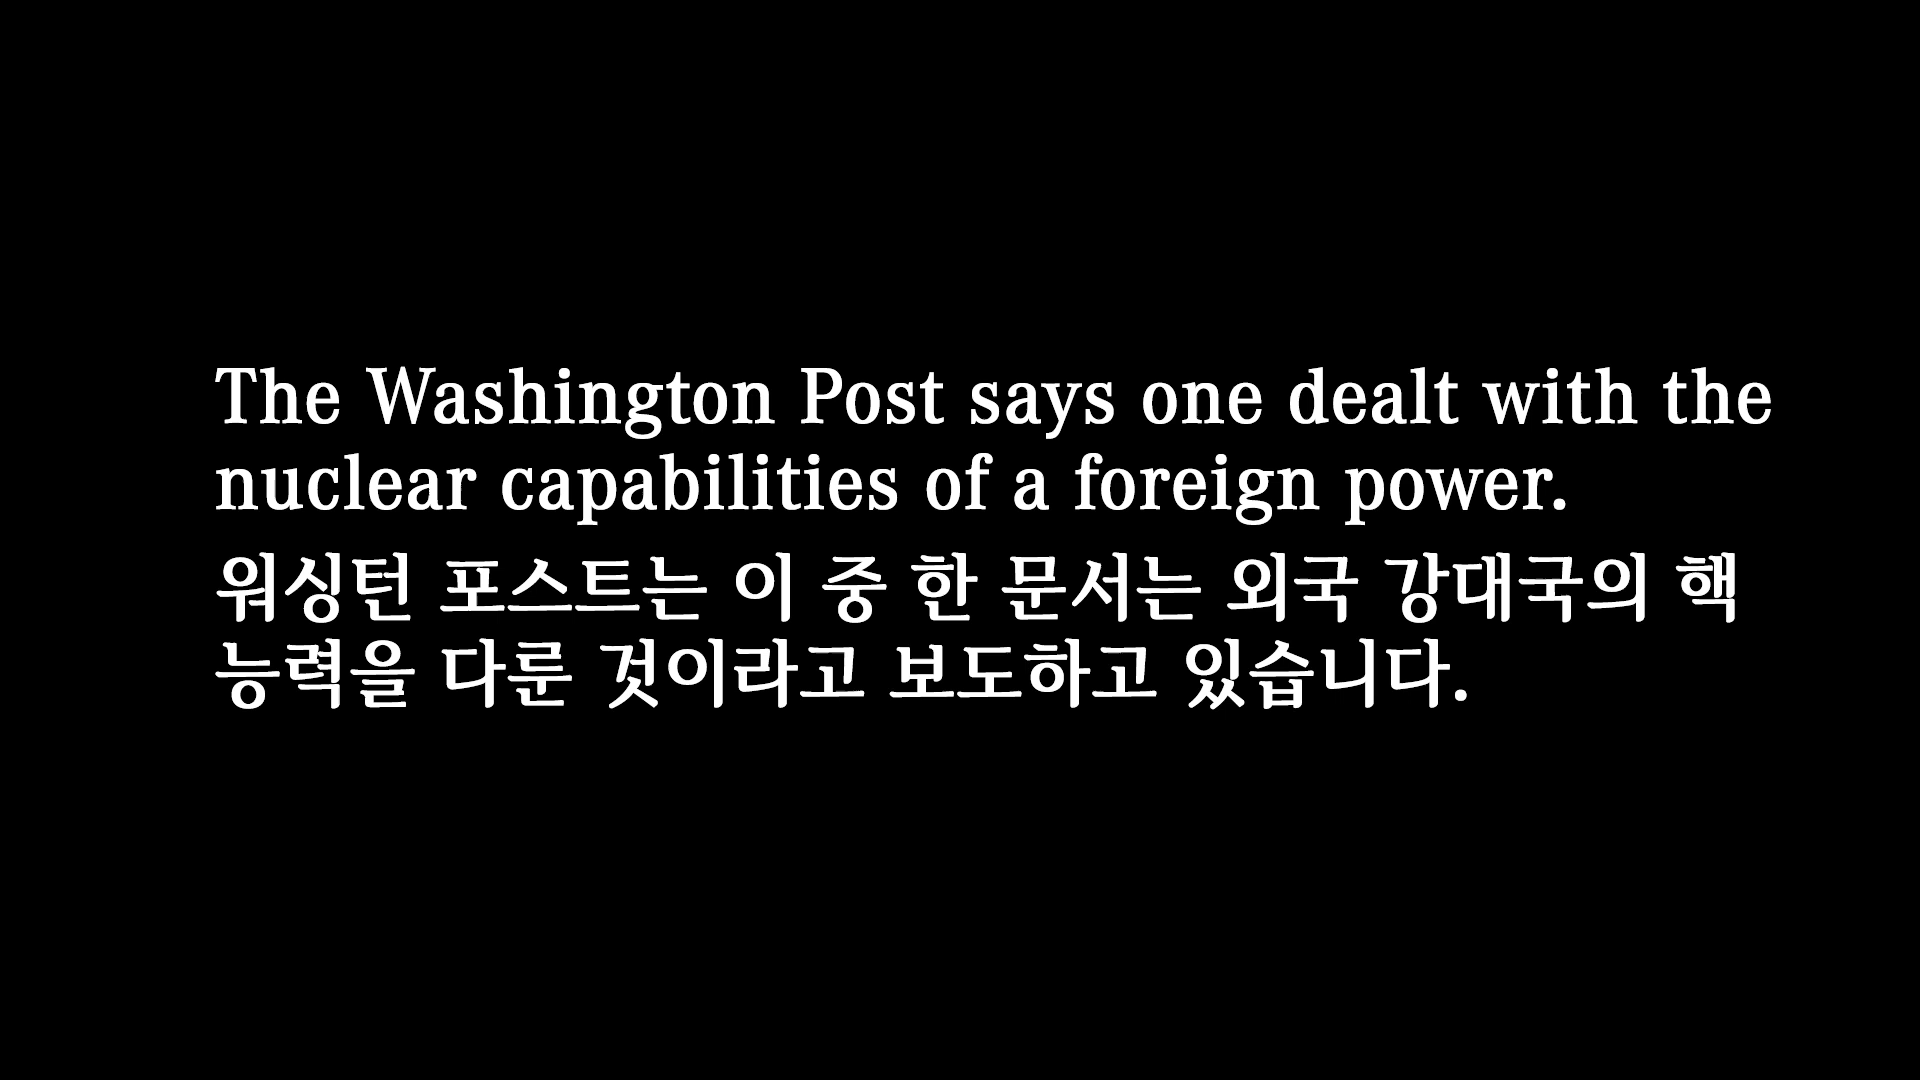 The Washington Post says one dealt with the
nuclear capabilities of a foreign power.
워싱턴 포스트는 이 중 한 문서는 외국 강대국의 핵
능력을 다룬 것이라고 보도하고 있습니다.